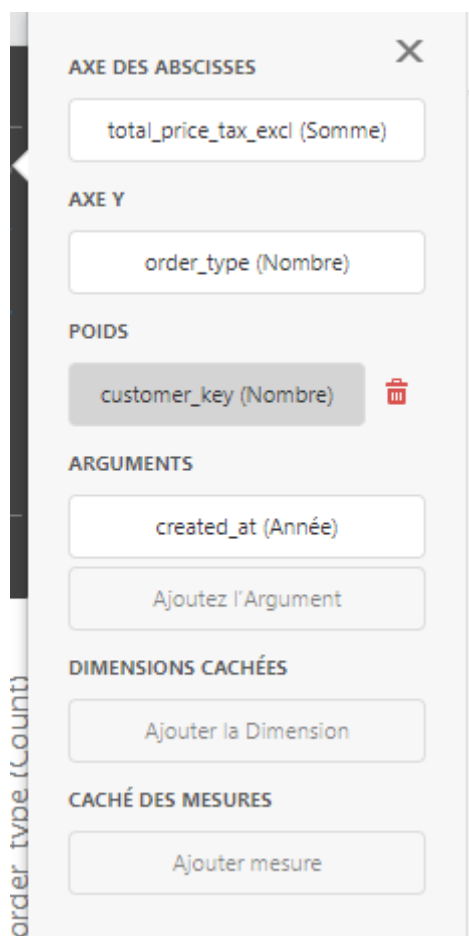 AXE DES ABSCISSES
total_price_tax_excl (Somme)
AXE Y
order_type (Nombre)
POIDS
customer_key (Nombre)
ARGUMENTS
created_at (Année)
Ajoutez l'Argument
DIMENSIONS CACHÉES
Ajouter la Dimension
CACHÉ DES MESURES
Ajouter mesure
order_type (Count)